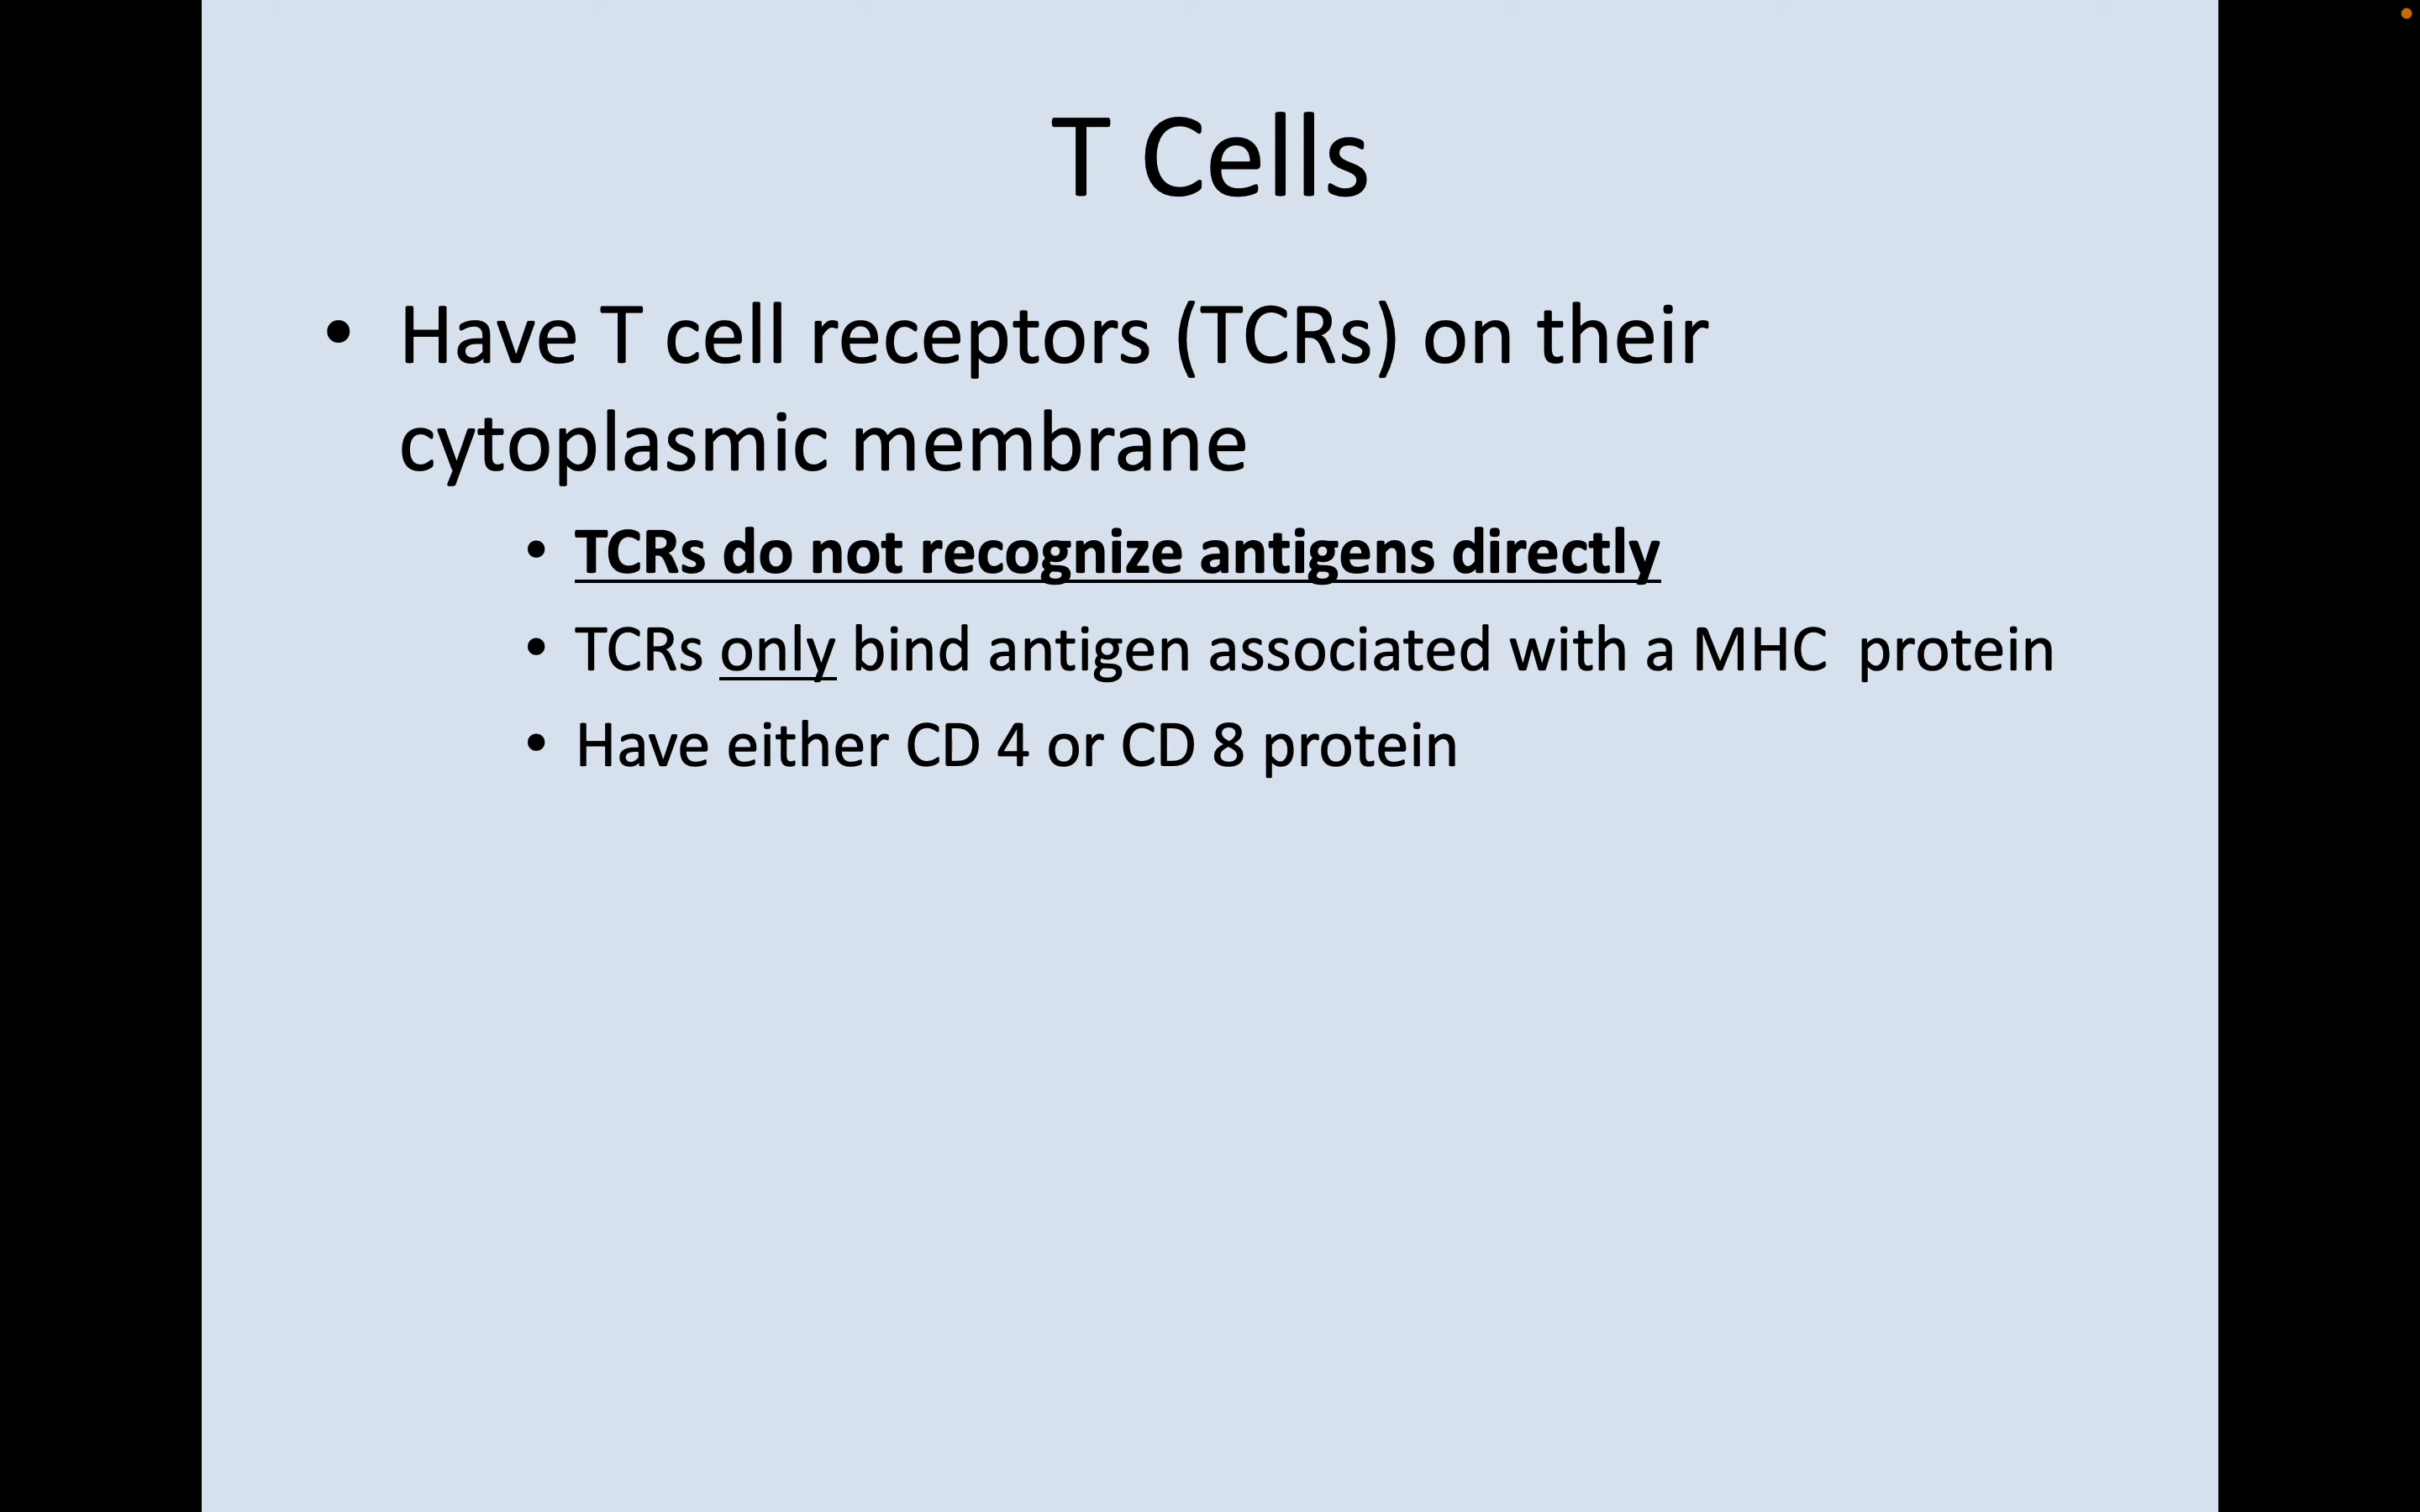 T Cells
• Have T cell receptors (TCRs) on their
cytoplasmic membrane
• TCRs do not recognize antigens directly
• TCRs only bind antigen associated with a MHC protein
• Have either CD 4 or CD 8 protein